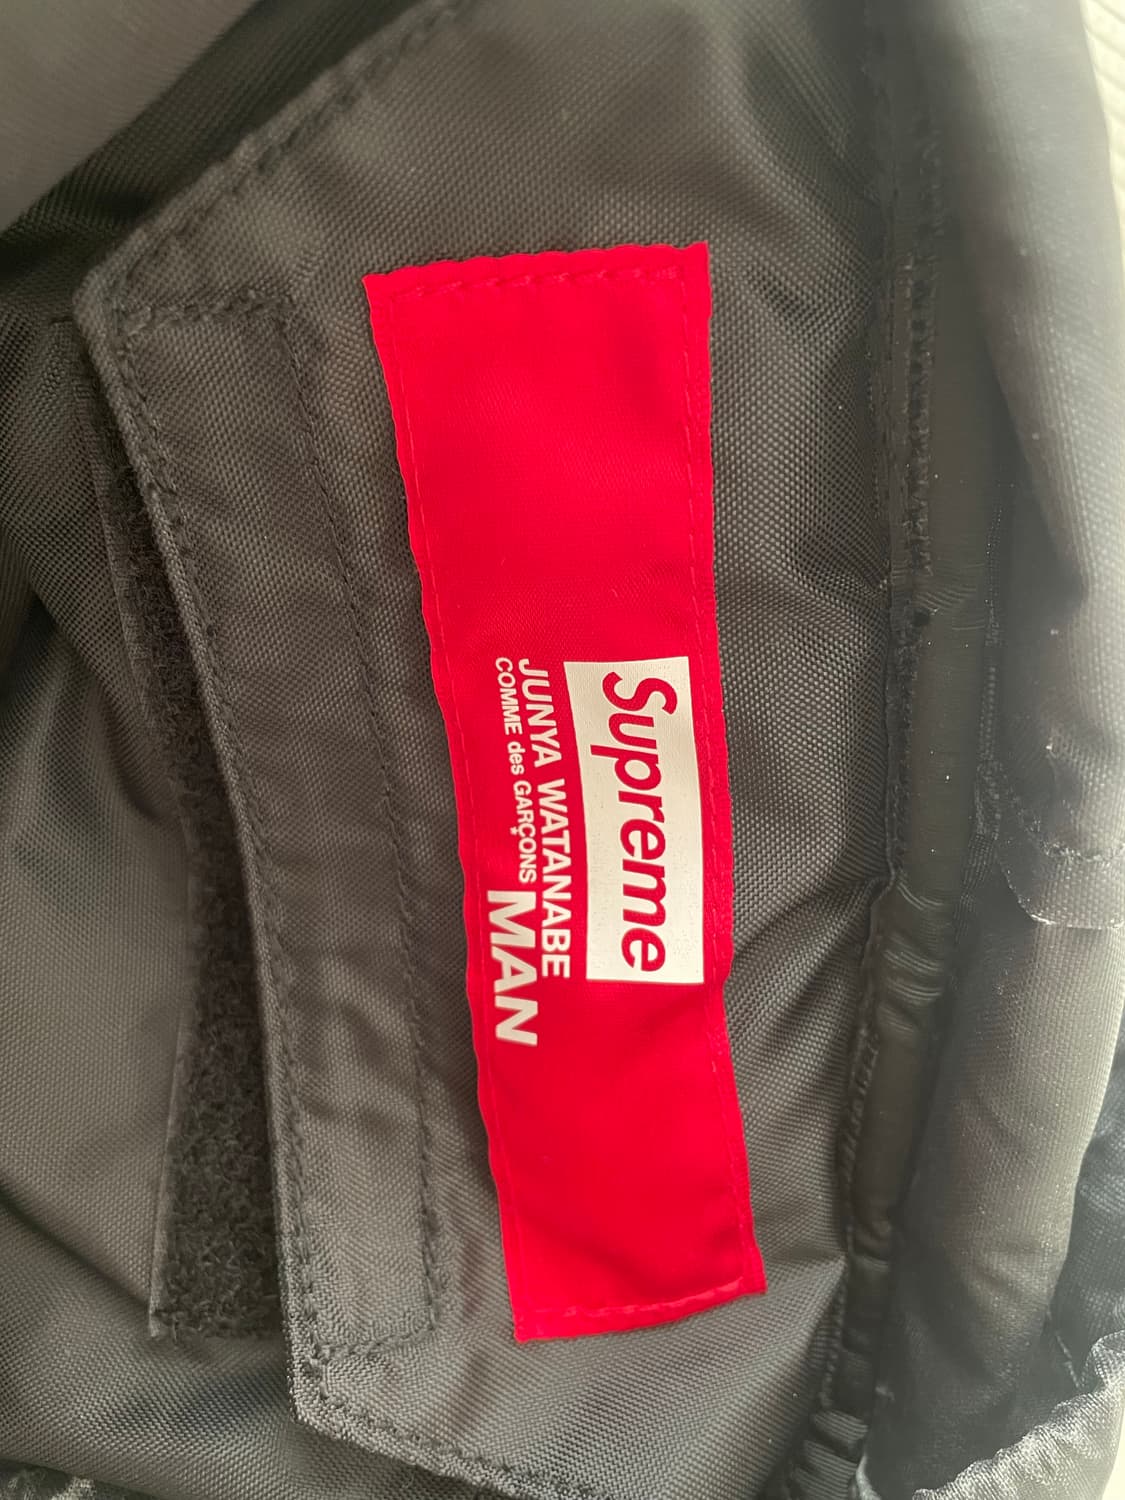 Supreme
JUNYA WATANABE
COMME des GARÇONS MAN